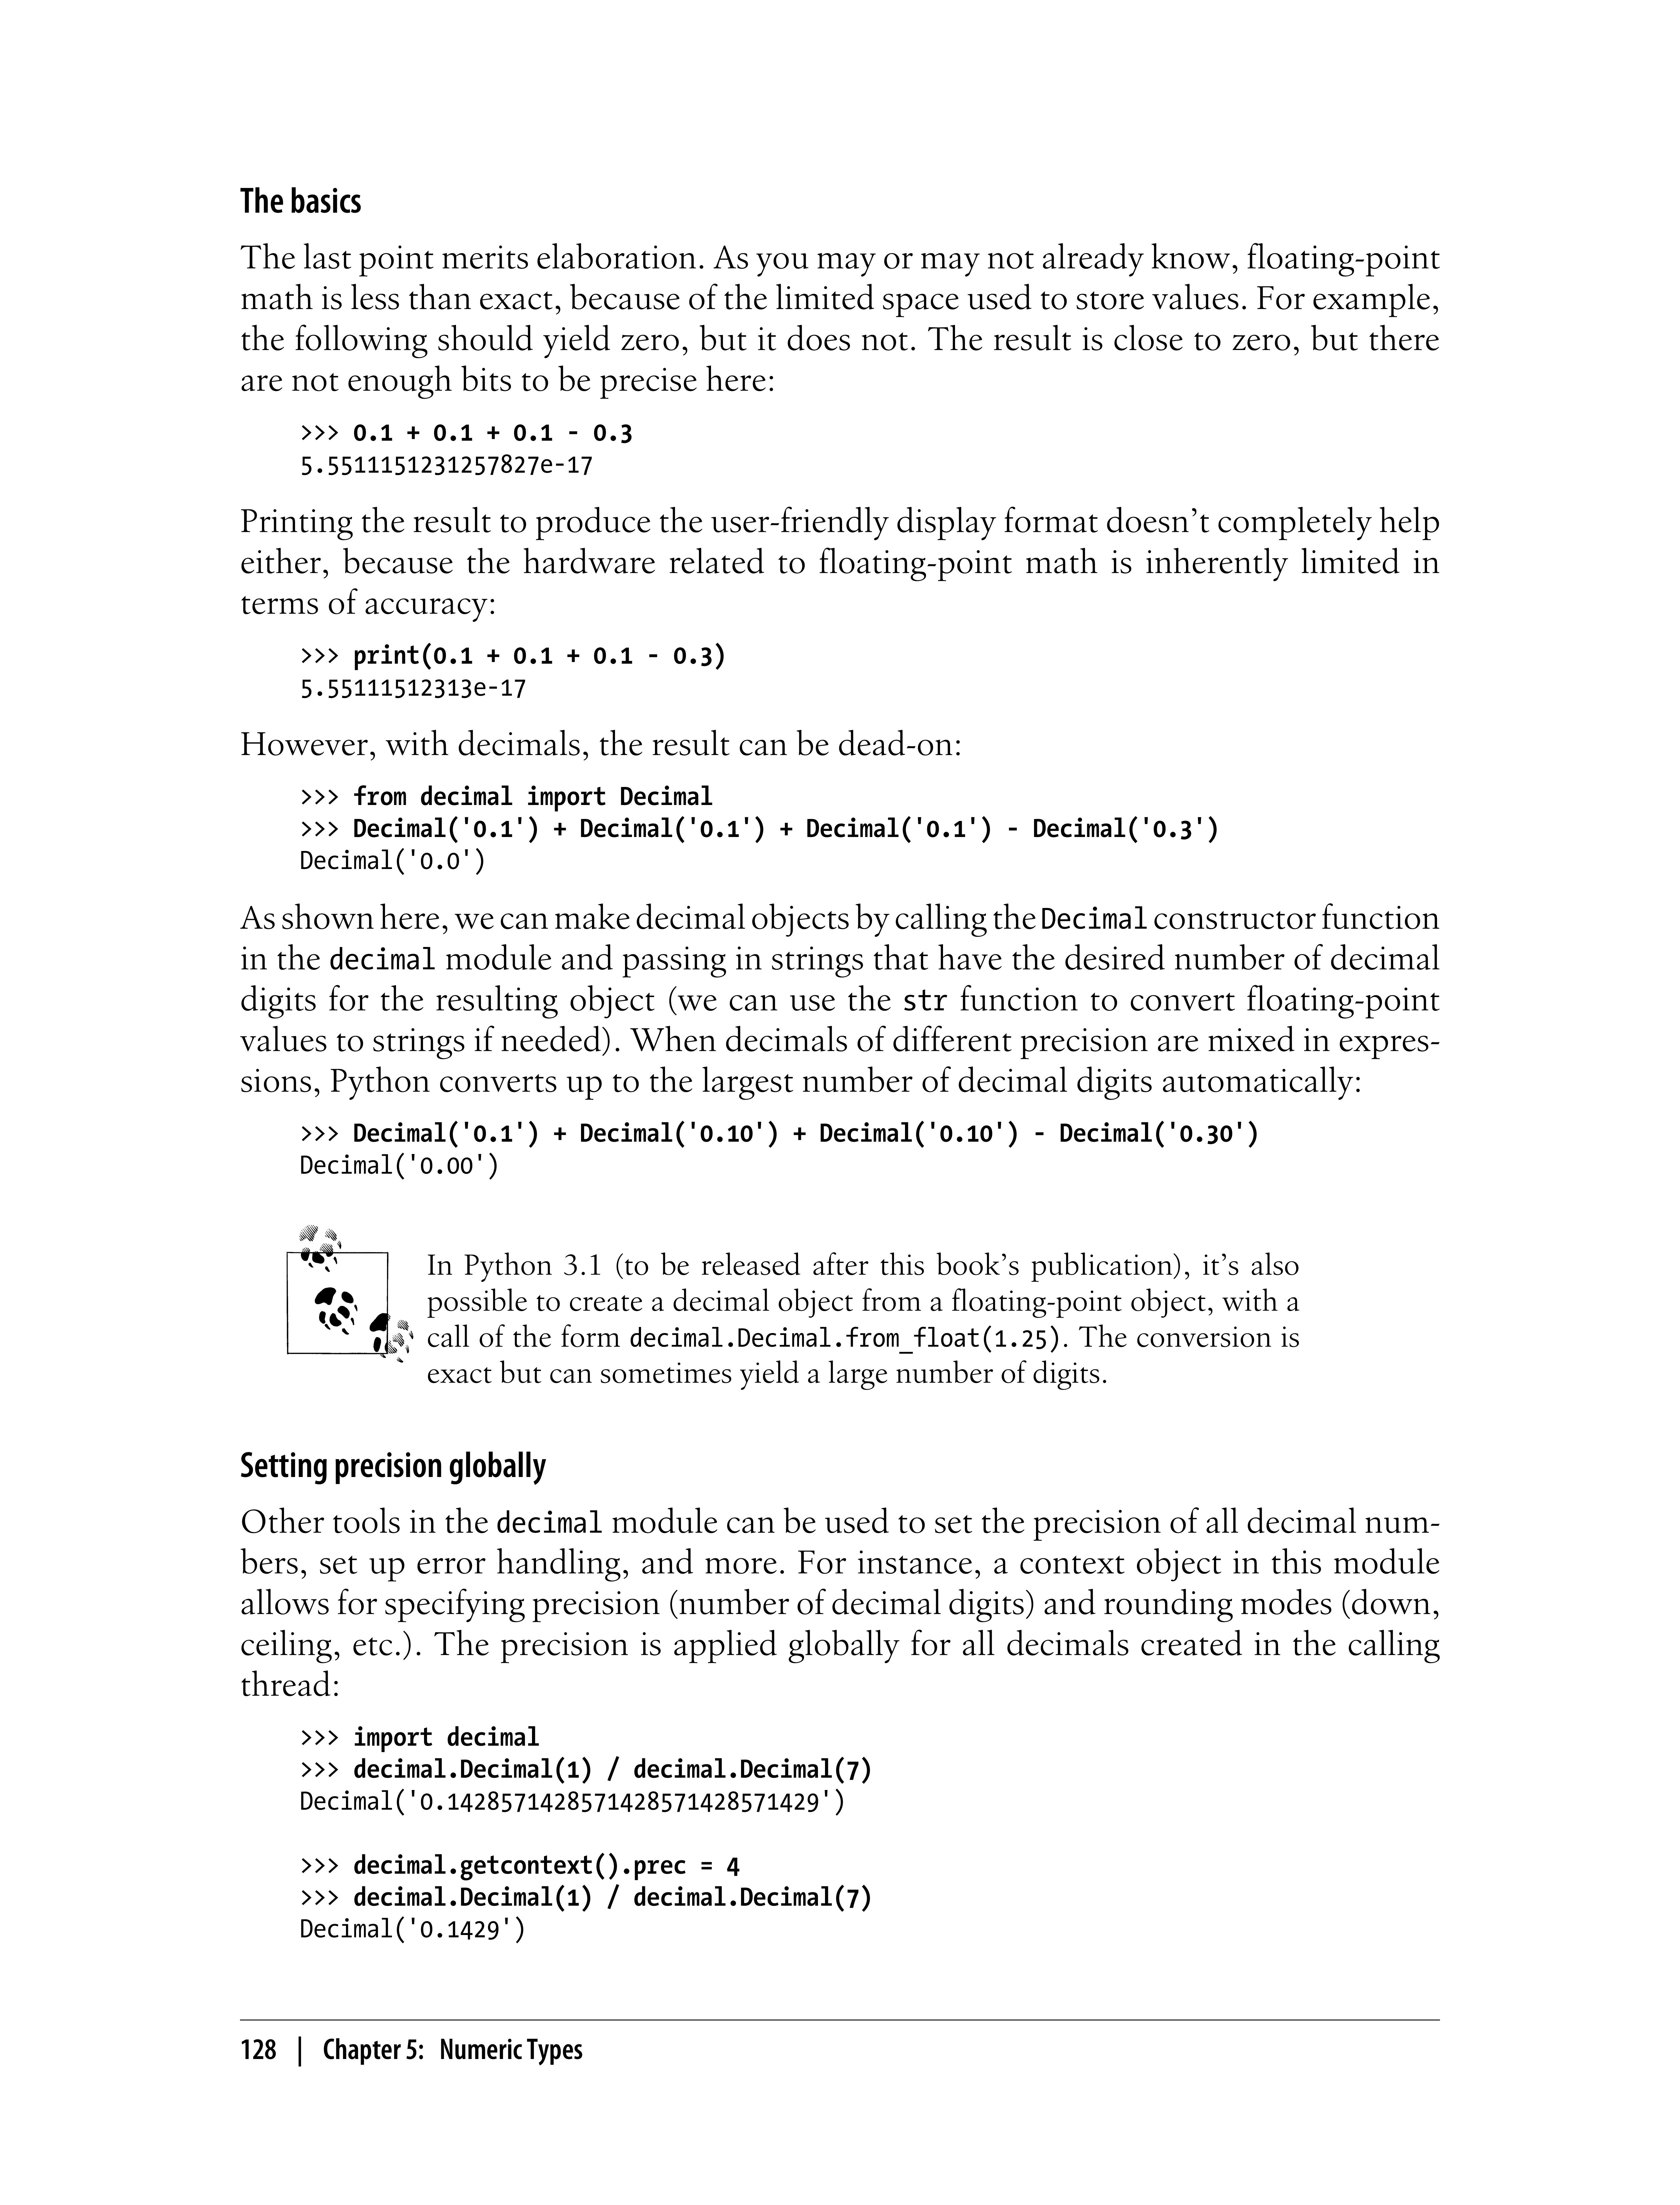 The basics
The last point merits elaboration. As you may or may not already know, floating-point
math is less than exact, because of the limited space used to store values. For example,
the following should yield zero, but it does not. The result is close to zero, but there
are not enough bits to be precise here:
>>> 0.1 + 0.1 + 0.1 - 0.3
5.5511151231257827e-17
Printing the result to produce the user-friendly display format doesn’t completely help
either, because the hardware related to floating-point math is inherently limited in
terms of accuracy:
>>> print(0.1 + 0.1 + 0.1 - 0.3)
5.55111512313e-17
However, with decimals, the result can be dead-on:
>>> from decimal import Decimal
>>> Decimal('0.1') + Decimal('0.1') + Decimal('0.1') - Decimal('0.3')
Decimal('0.0')
As shown here, we can make decimal objects by calling the Decimal constructor function
in the decimal module and passing in strings that have the desired number of decimal
digits for the resulting object (we can use the str function to convert floating-point
values to strings if needed). When decimals of different precision are mixed in expres-
sions, Python converts up to the largest number of decimal digits automatically:
>>> Decimal('0.1') + Decimal('0.10') + Decimal('0.10') - Decimal('0.30')
Decimal('0.00')
In Python 3.1 (to be released after this book’s publication), it’s also
possible to create a decimal object from a floating-point object, with a
call of the form decimal.Decimal.from_float(1.25). The conversion is
exact but can sometimes yield a large number of digits.
Setting precision globally
Other tools in the decimal module can be used to set the precision of all decimal num-
bers, set up error handling, and more. For instance, a context object in this module
allows for specifying precision (number of decimal digits) and rounding modes (down,
ceiling, etc.). The precision is applied globally for all decimals created in the calling
thread:
>>> import decimal
>>> decimal.Decimal(1) / decimal.Decimal(7)
Decimal('0.1428571428571428571428571429')
>>> decimal.getcontext().prec = 4
>>> decimal.Decimal(1) / decimal.Decimal(7)
Decimal('0.1429')
128 | Chapter 5: Numeric Types